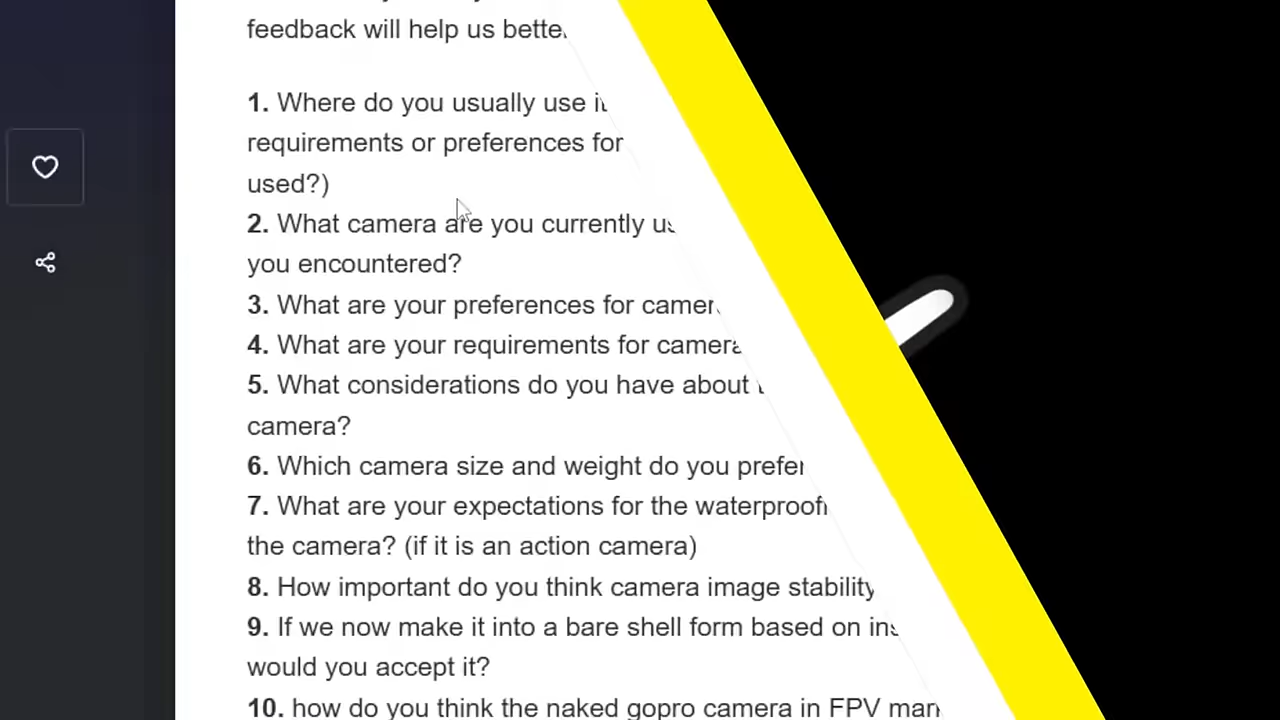 feedback will help us
1. Where do you usually use
requirements or preferences for
used?)
2. What camera are you currently
you encountered?
3. What are your preferences for
4. What are your requirements for camera
5. What considerations do you have about
camera?
6. Which camera size and weight do you prefer
7. What are your expectations for the
the camera? (if it is an action camera)
8. How important do you think camera image stability
9. If we now make it into a bare shell form based on
would you accept it?
10. how do you think the naked gopro camera in FPV